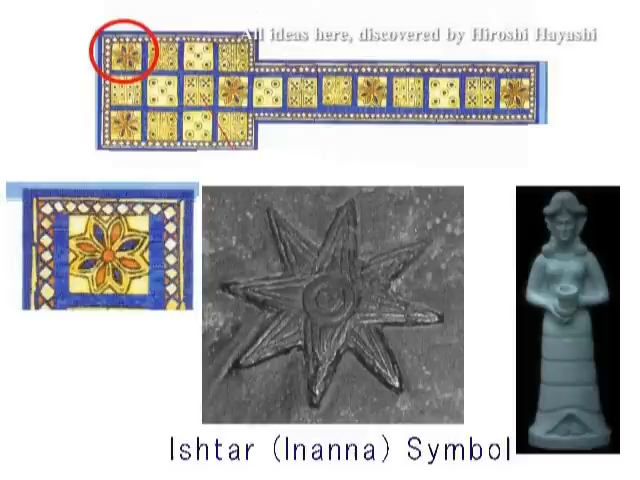 All ideas here, discovered by Hiroshi Hayashi
Ishtar (Inanna) Symbol